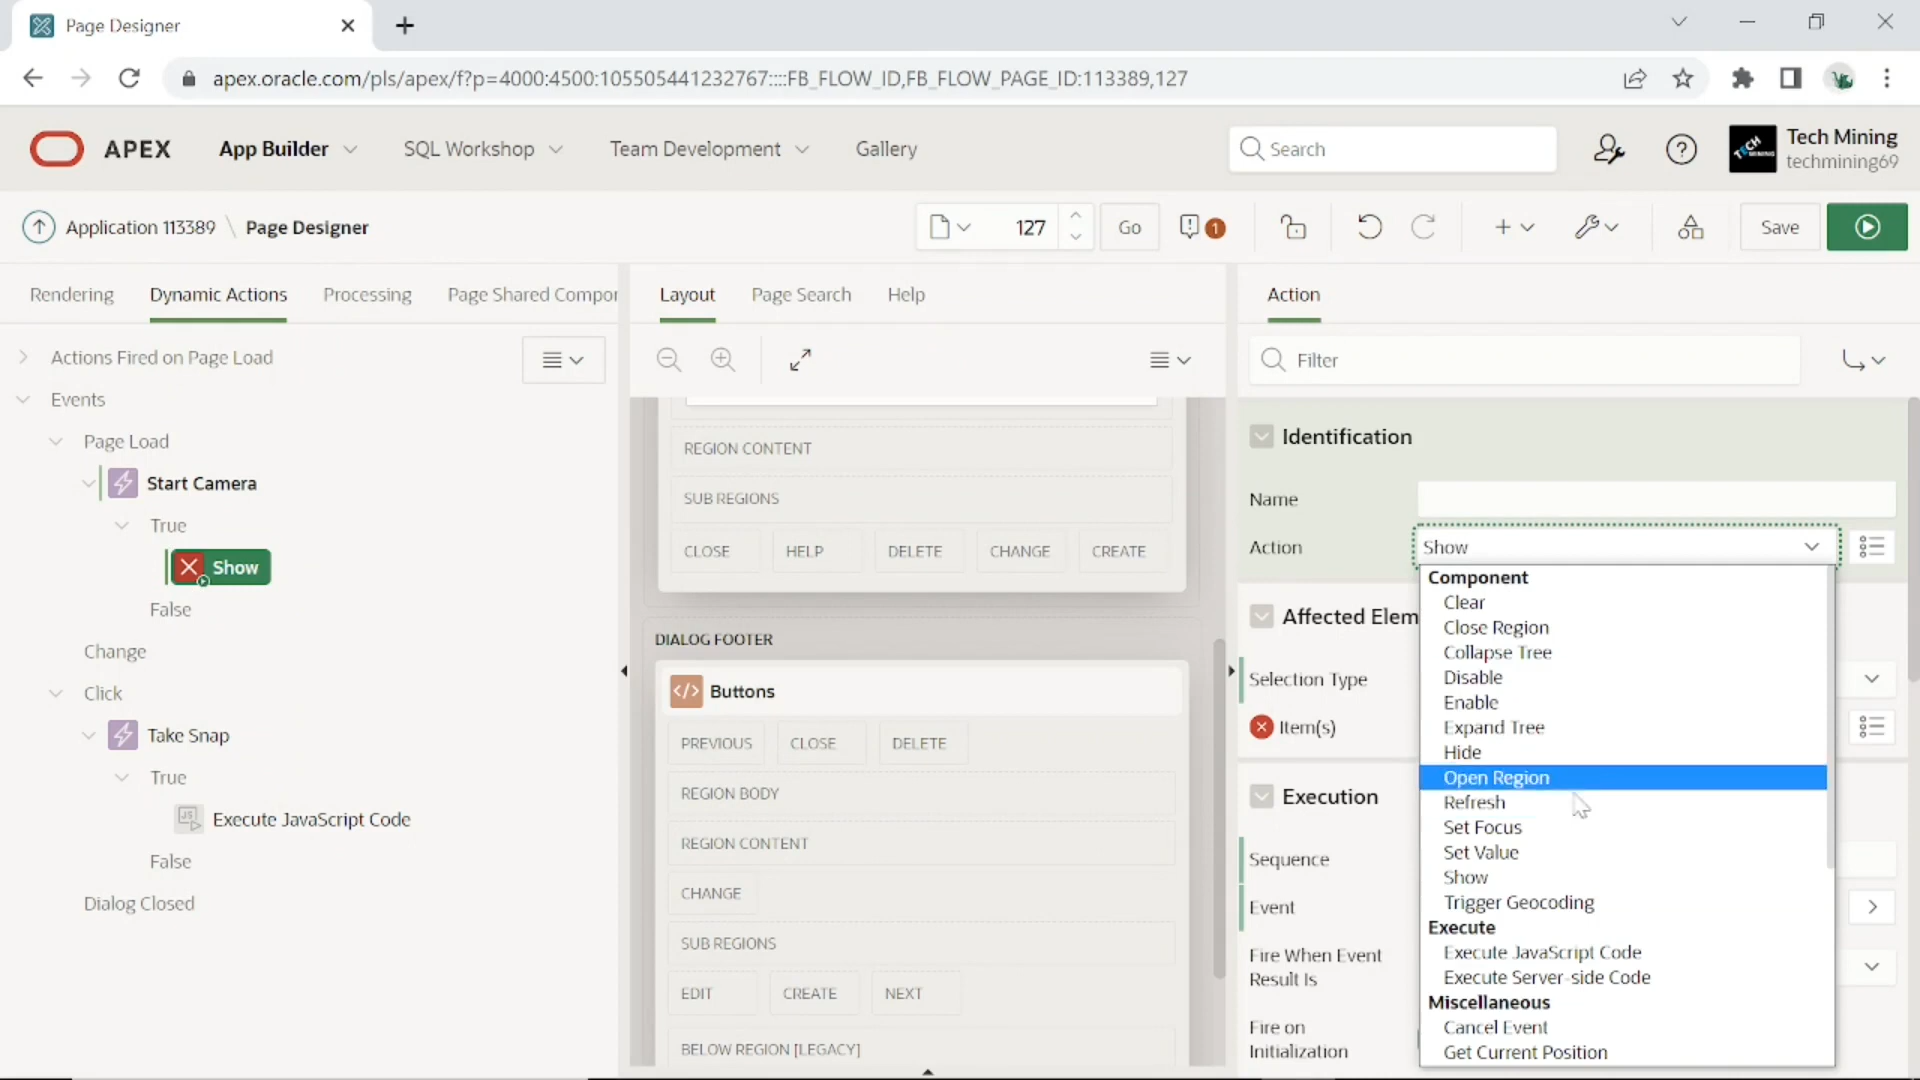 Page Designer
apex.oracle.com/pls/apex/f?p=4000:4500:105505441232767::::FB_FLOW_ID,FB_FLOW_PAGE_ID:113389,127
APEX
App Builder
SQL Workshop
Team Development
Gallery
Search
Tech Mining
techmining69
Application 113389 \ Page Designer
127
Go
1
Save
Rendering
Dynamic Actions
Processing
Page Shared Compor
Layout
Page Search
Help
Action
Actions Fired on Page Load
Events
Page Load
Start Camera
True
Show
False
Change
Click
Take Snap
True
Execute JavaScript Code
False
Dialog Closed
REGION CONTENT
SUB REGIONS
CLOSE
HELP
DELETE
CHANGE
CREATE
DIALOG FOOTER
Buttons
PREVIOUS
CLOSE
DELETE
REGION BODY
REGION CONTENT
CHANGE
SUB REGIONS
EDIT
CREATE
NEXT
BELOW REGION [LEGACY]
Filter
Identification
Name
Action
Show
Affected Elem
Selection Type
Item(s)
Execution
Sequence
Event
Fire When Event
Result Is
Fire on
Initialization
Component
Clear
Close Region
Collapse Tree
Disable
Enable
Expand Tree
Hide
Open Region
Refresh
Set Focus
Set Value
Show
Trigger Geocoding
Execute
Execute JavaScript Code
Execute Server-side Code
Miscellaneous
Cancel Event
Get Current Position